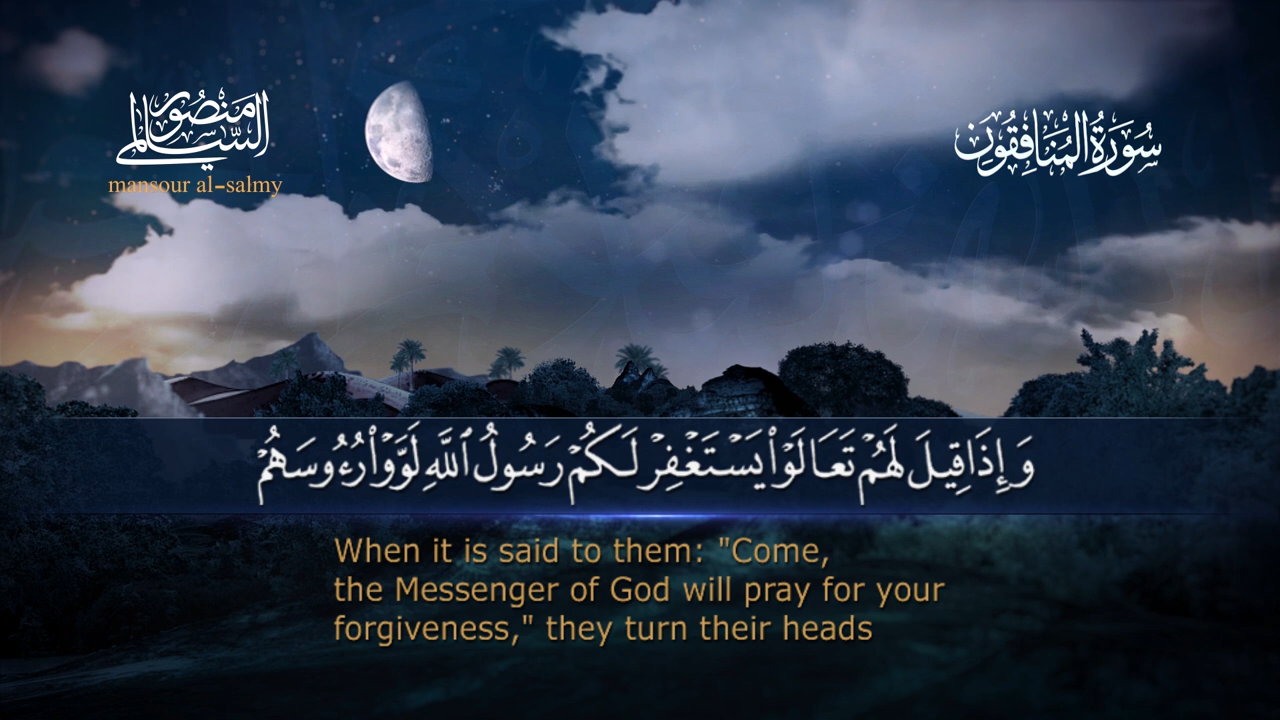 منصور السالمي
mansour al-salmy
سُورَةُ المُنَافِقُونَ
وَإِذَا قِيلَ لَهُمْ تَعَالَوْا۟ يَسْتَغْفِرْ لَكُمْ رَسُولُ ٱللَّهِ لَوَّوْا۟ رُءُوسَهُمْ
When it is said to them: "Come,
the Messenger of God will pray for your
forgiveness," they turn their heads